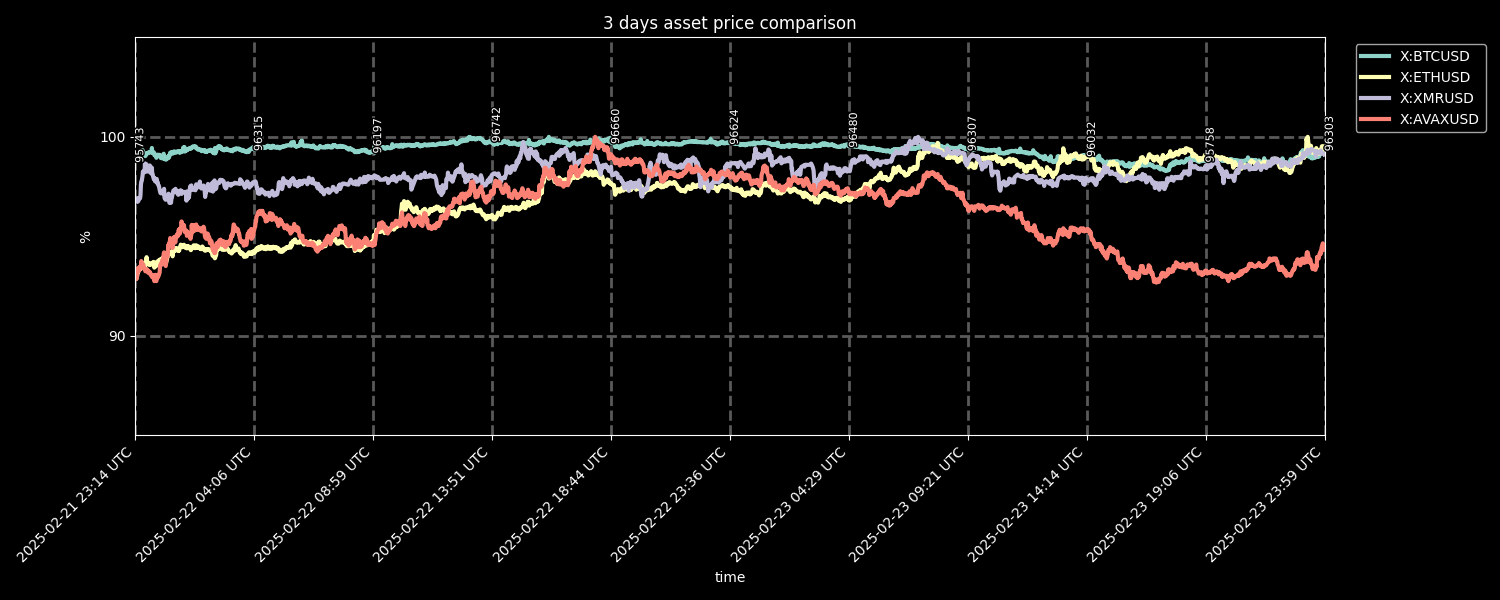 3 days asset price comparison
X:BTCUSD
X:ETHUSD
X:XMRUSD
X:AVAXUSD
100
90
%
95743
96315
96197
96742
96660
96624
96480
96307
96032
95758
96303
2025-02-21 23:14 UTC
2025-02-22 04:06 UTC
2025-02-22 08:59 UTC
2025-02-22 13:51 UTC
2025-02-22 18:44 UTC
2025-02-22 23:36 UTC
2025-02-23 04:29 UTC
2025-02-23 09:21 UTC
2025-02-23 14:14 UTC
2025-02-23 19:06 UTC
2025-02-23 23:59 UTC
time